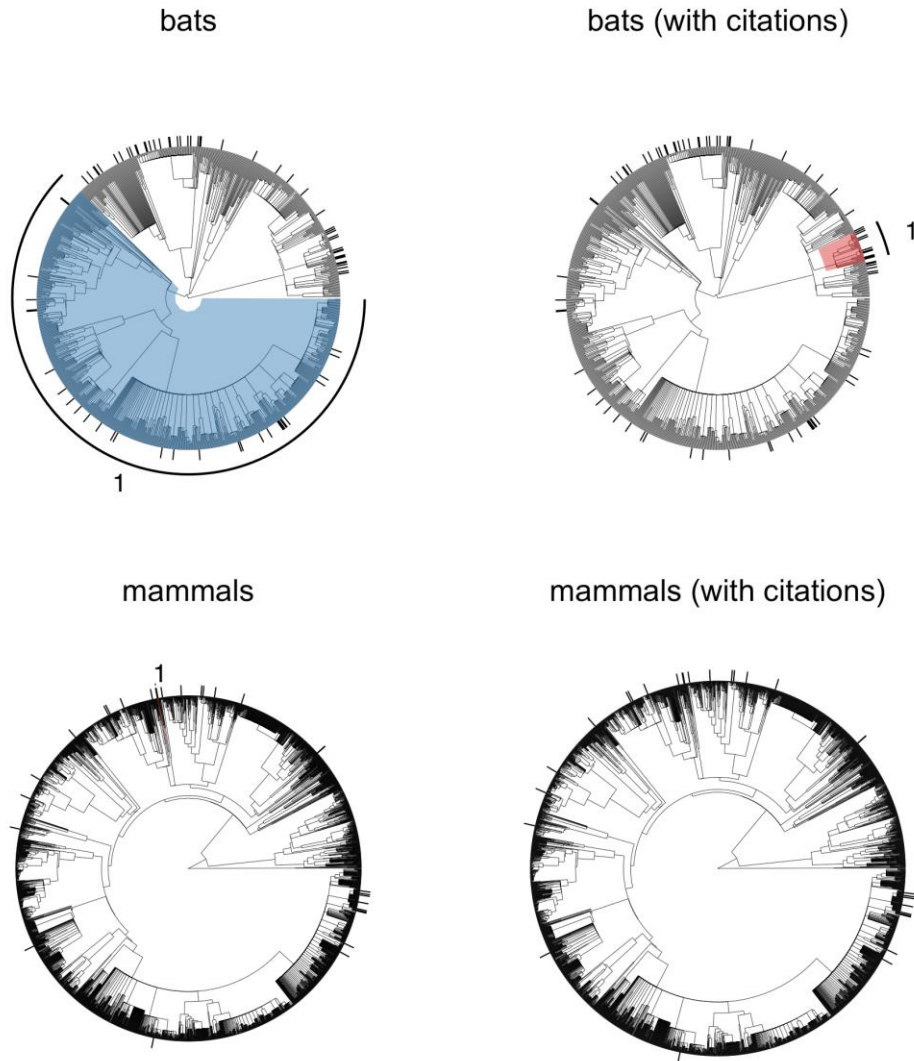 bats
bats (with citations)
1
1
mammals
mammals (with citations)
1